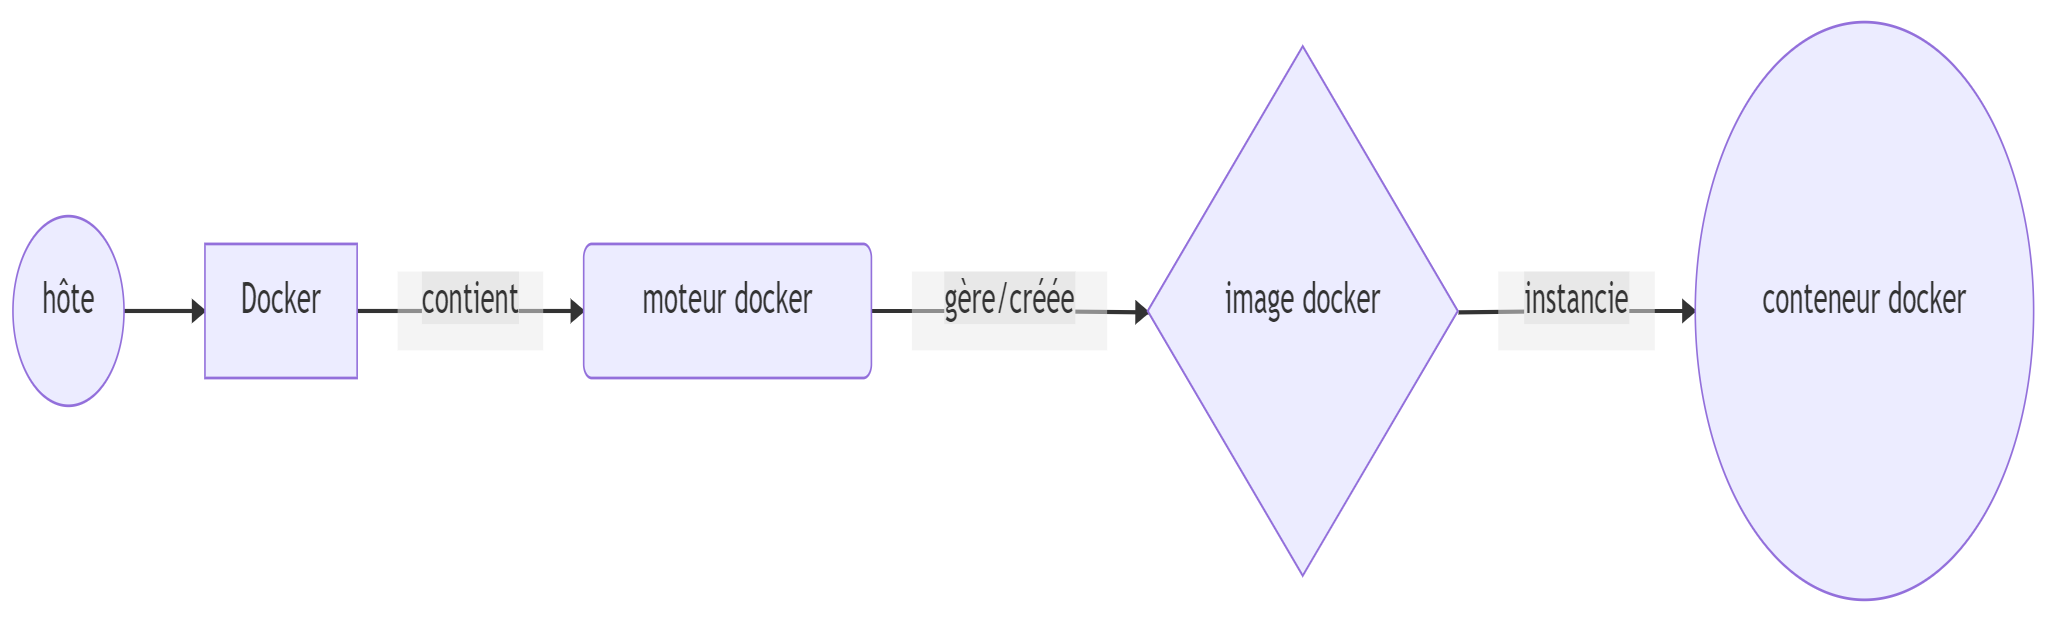 hôte
Docker
contient
moteur docker
gère/créée
image docker
instancie
conteneur docker